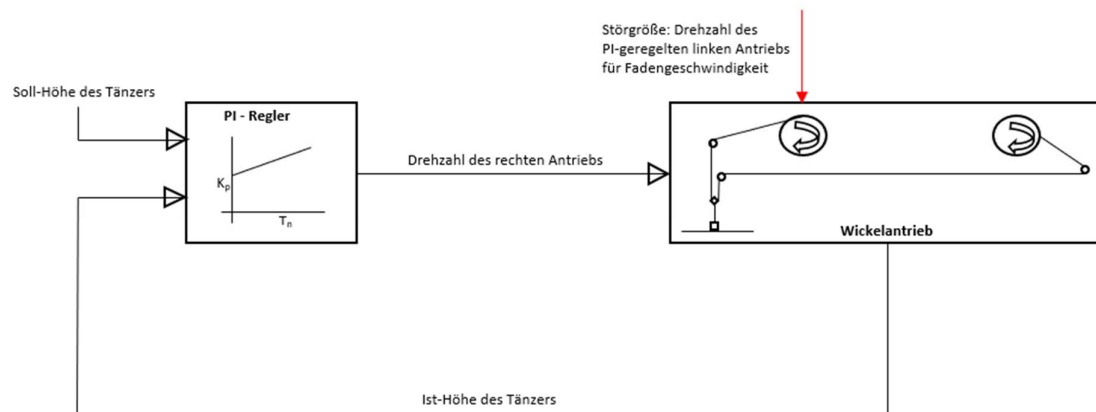 Störgröße: Drehzahl des
PI-geregelten linken Antriebs
für Fadengeschwindigkeit
Soll-Höhe des Tänzers
PI - Regler
Kp
Tn
Drehzahl des rechten Antriebs
Wickelantrieb
Ist-Höhe des Tänzers